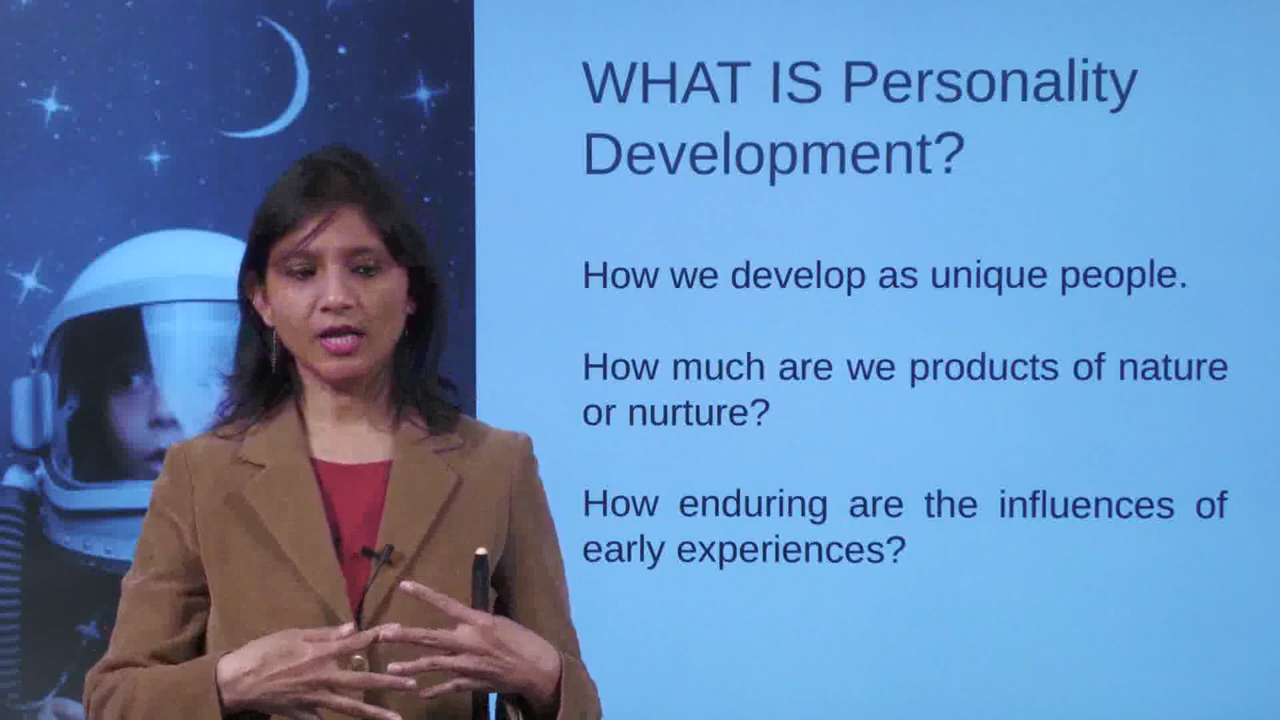 WHAT IS Personality
Development?
How we develop as unique people.
How much are we products of nature
or nurture?
How enduring are the influences of
early experiences?